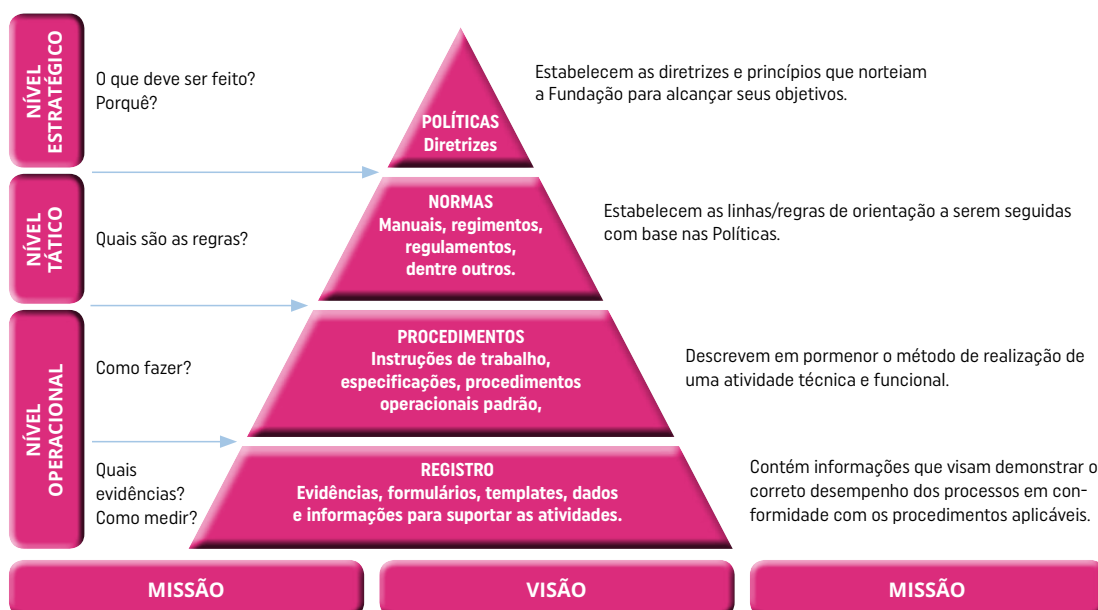 NÍVEL
ESTRATÉGICO
O que deve ser feito?
Porquê?
POLÍTICAS
Diretrizes
Estabelecem as diretrizes e princípios que norteiam
a Fundação para alcançar seus objetivos.
NÍVEL
TÁTICO
Quais são as regras?
NORMAS
Manuais, regimentos,
regulamentos,
dentre outros.
Estabelecem as linhas/regras de orientação a serem seguidas
com base nas Políticas.
NÍVEL
OPERACIONAL
Como fazer?
PROCEDIMENTOS
Instruções de trabalho,
especificações, procedimentos
operacionais padrão,
Descrevem em pormenor o método de realização de
uma atividade técnica e funcional.
Quais
evidências?
Como medir?
REGISTRO
Evidências, formulários, templates, dados
e informações para suportar as atividades.
Contém informações que visam demonstrar o
correto desempenho dos processos em con-
formidade com os procedimentos aplicáveis.
MISSÃO
VISÃO
MISSÃO